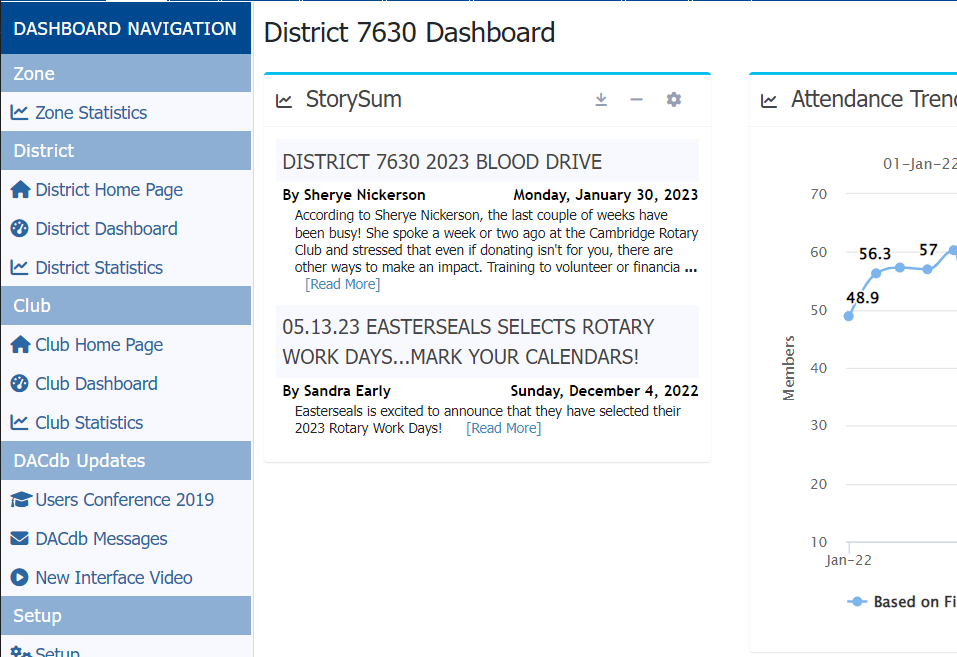 DASHBOARD NAVIGATION
Zone
Zone Statistics
District
District Home Page
District Dashboard
District Statistics
Club
Club Home Page
Club Dashboard
Club Statistics
DACdb Updates
Users Conference 2019
DACdb Messages
New Interface Video
Setup
Setup
District 7630 Dashboard
StorySum
DISTRICT 7630 2023 BLOOD DRIVE
By Sherye Nickerson Monday, January 30, 2023
According to Sherye Nickerson, the last couple of weeks have
been busy! She spoke a week or two ago at the Cambridge Rotary
Club and stressed that even if donating isn't for you, there are
other ways to make an impact. Training to volunteer or financia ...
[Read More]
05.13.23 EASTERSEALS SELECTS ROTARY
WORK DAYS...MARK YOUR CALENDARS!
By Sandra Early Sunday, December 4, 2022
Easterseals is excited to announce that they have selected their
2023 Rotary Work Days! [Read More]
Attendance Tren
01-Jan-22
70
60
50
40
30
20
10
Members
56.3
57
48.9
Jan-22
Based on Fi